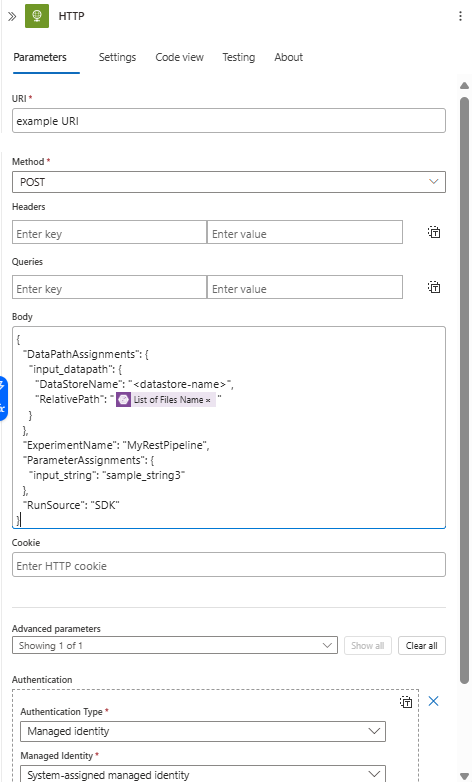 HTTP
Parameters Settings Code view Testing About
URI *
example URI
Method *
POST
Headers
Enter key Enter value
Queries
Enter key Enter value
Body
{
"DataPathAssignments": {
"input_datapath": {
"DataStoreName": "<datastore-name>",
"RelativePath": " List of Files Name × "
}
},
"ExperimentName": "MyRestPipeline",
"ParameterAssignments": {
"input_string": "sample_string3"
},
"RunSource": "SDK"
}
Cookie
Enter HTTP cookie
Advanced parameters
Showing 1 of 1 Show all Clear all
Authentication
Authentication Type *
Managed identity
Managed Identity *
System-assigned managed identity